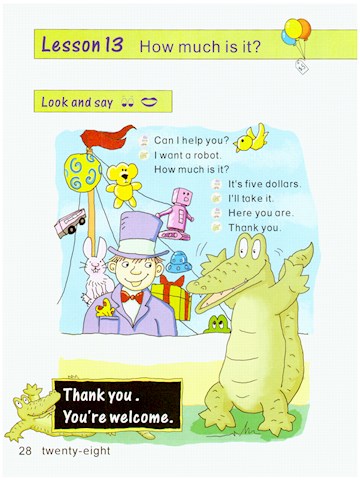 Lesson 13 How much is it?
Look and say
Can I help you?
I want a robot.
How much is it?
It's five dollars.
I'll take it.
Here you are.
Thank you.
Thank you .
You're welcome.
28 twenty-eight